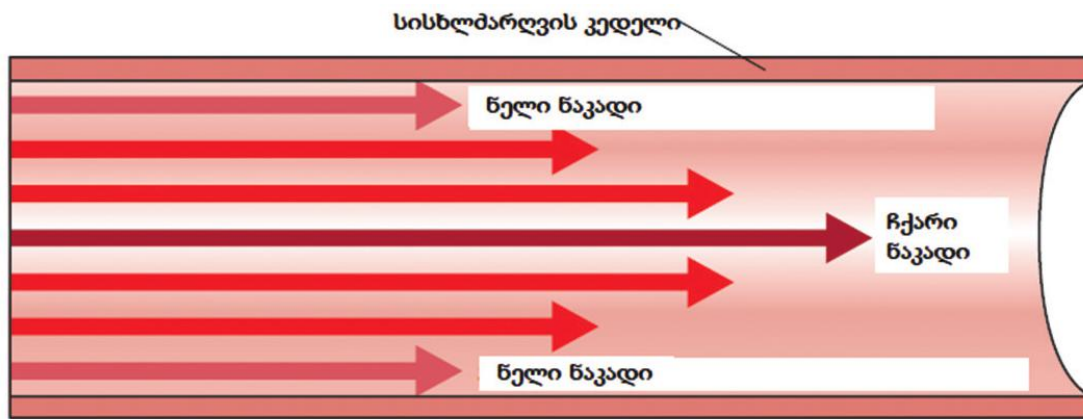 სისხლძარღვის კედელი
ნელი ნაკადი
ჩქარი
ნაკადი
ნელი ნაკადი